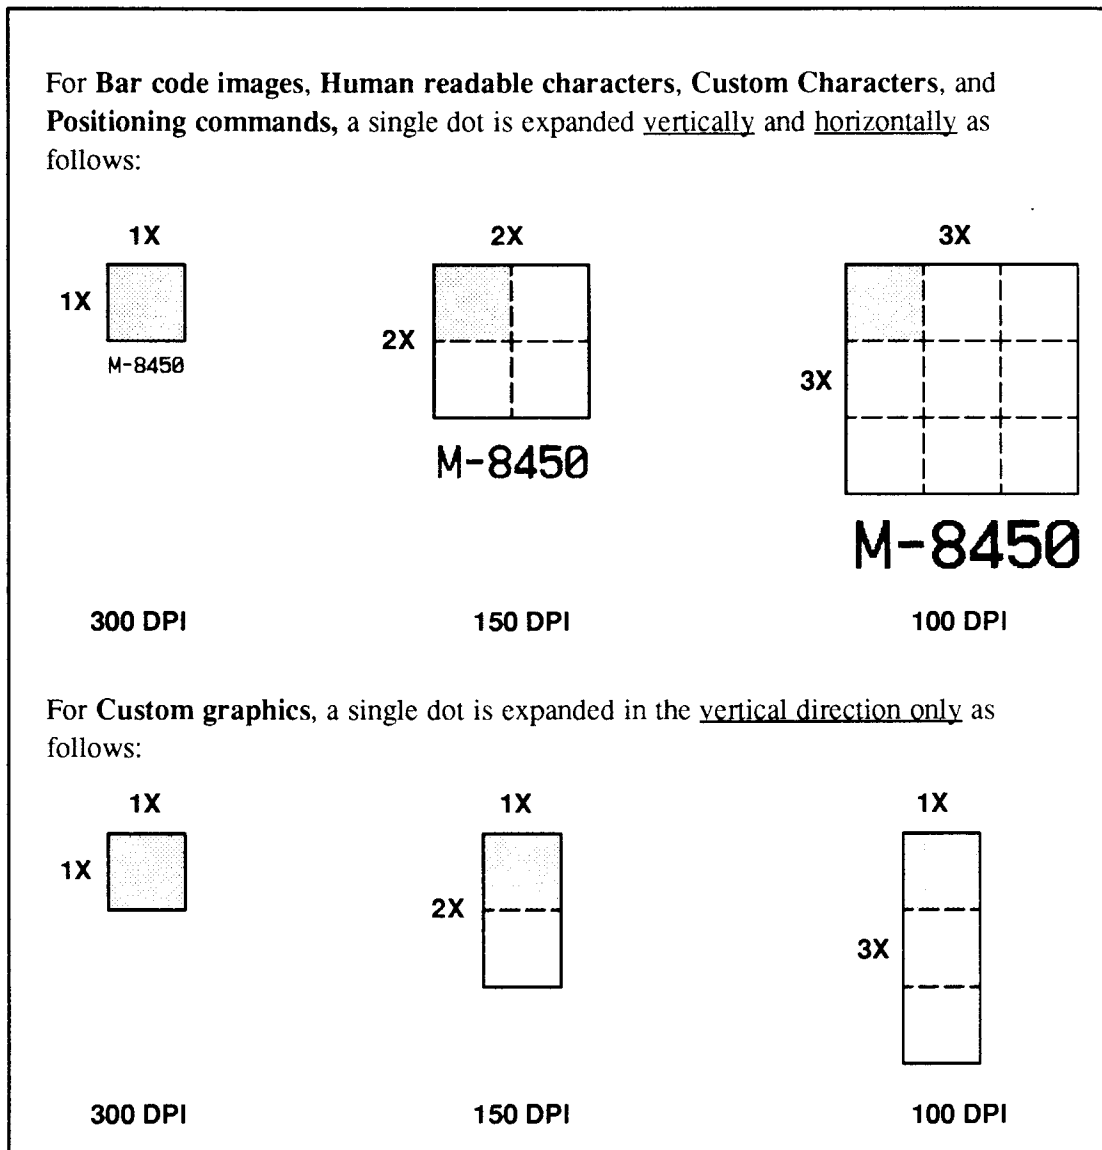 For Bar code images, Human readable characters, Custom Characters, and
Positioning commands, a single dot is expanded vertically and horizontally as
follows:
1X 2X 3X
1X
2X
3X
M-8450
M-8450
M-8450
300 DPI 150 DPI 100 DPI
For Custom graphics, a single dot is expanded in the vertical direction only as
follows:
1X 1X 1X
1X
2X
3X
300 DPI 150 DPI 100 DPI